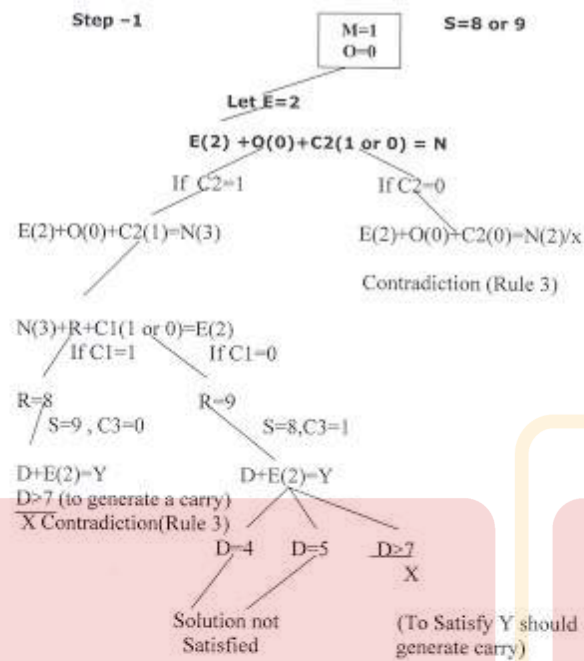 Step –1
M=1
O=0
S=8 or 9
Let E=2
E(2) +O(0)+C2(1 or 0) = N
If C2=1
If C2=0
E(2)+O(0)+C2(1)=N(3)
E(2)+O(0)+C2(0)=N(2)/x
Contradiction (Rule 3)
N(3)+R+C1(1 or 0)=E(2)
If C1=1
If C1=0
R=8
R=9
S=9 , C3=0
S=8,C3=1
D+E(2)=Y
D+E(2)=Y
D>7 (to generate a carry)
X Contradiction(Rule 3)
D=4
D=5
D>7
X
Solution not
Satisfied
(To Satisfy Y should
generate carry)